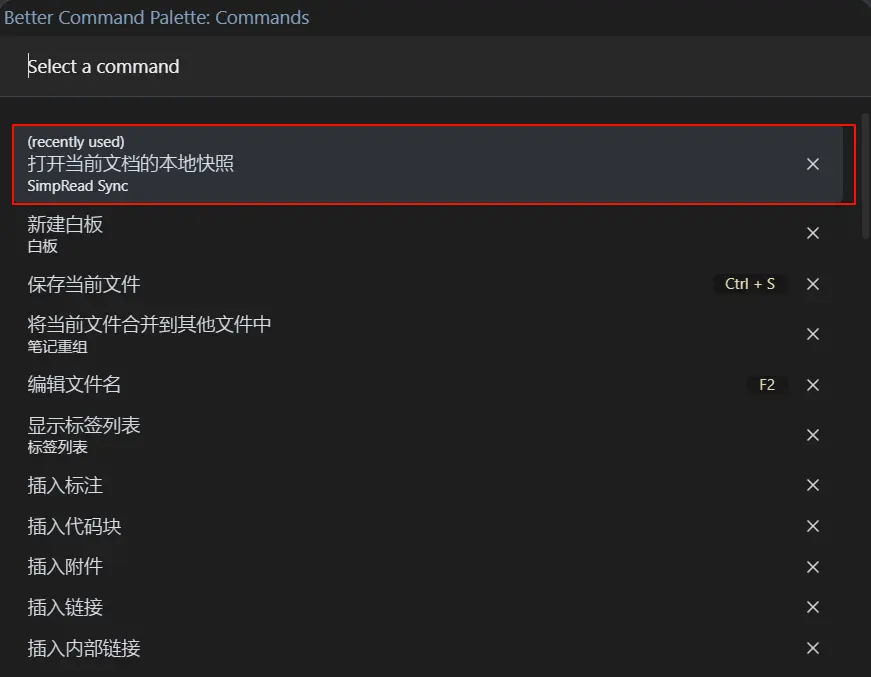 Better Command Palette: Commands
Select a command
(recently used)
打开当前文档的本地快照
SimpRead Sync
新建白板
白板
保存当前文件
Ctrl + S
将当前文件合并到其他文件中
笔记重组
编辑文件名
F2
显示标签列表
标签列表
插入标注
插入代码块
插入附件
插入链接
插入内部链接